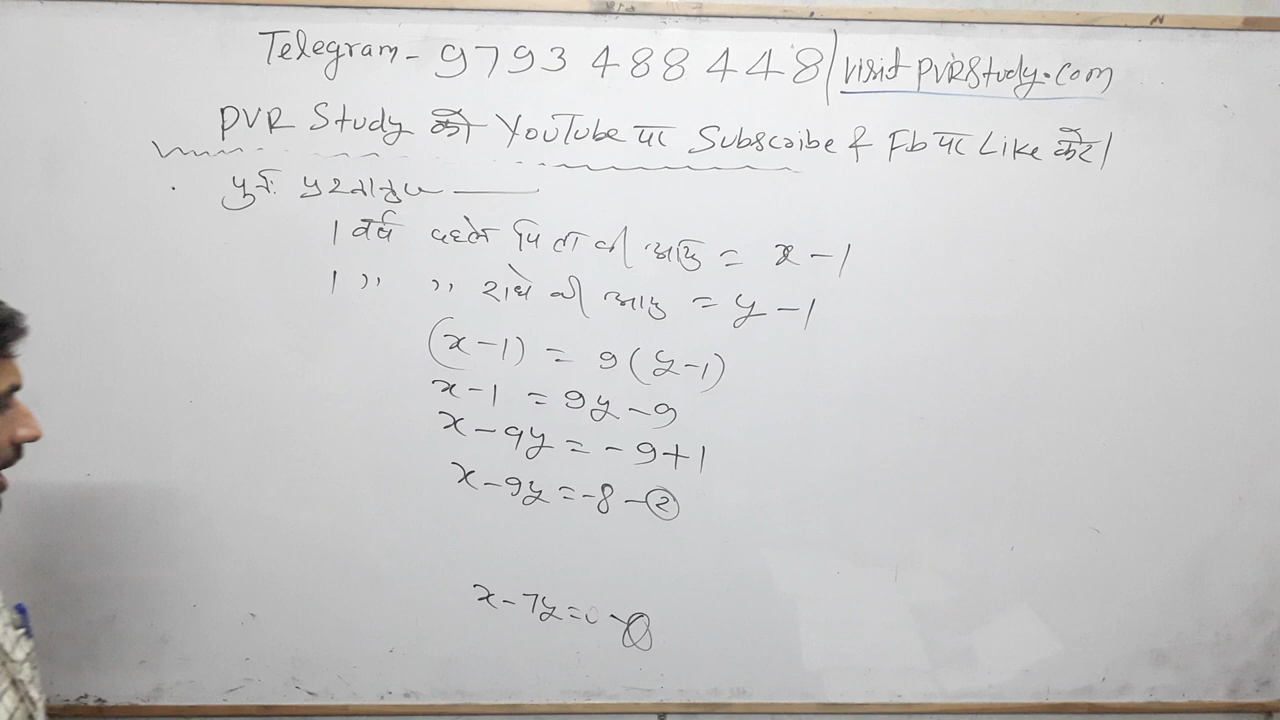 Telegram - 9793 488 448 | visit PVRStudy.com
PVR Study को YouTube पर Subscribe & Fb पर Like करें।
पुनः प्रश्नानुसार ——
1 वर्ष पहले पिता की आयु = x - 1
1 ,, ,, राधे की आयु = y - 1
(x - 1) = 9(y - 1)
x - 1 = 9y - 9
x - 9y = - 9 + 1
x - 9y = -8 - ②
x - 7y = 0 -